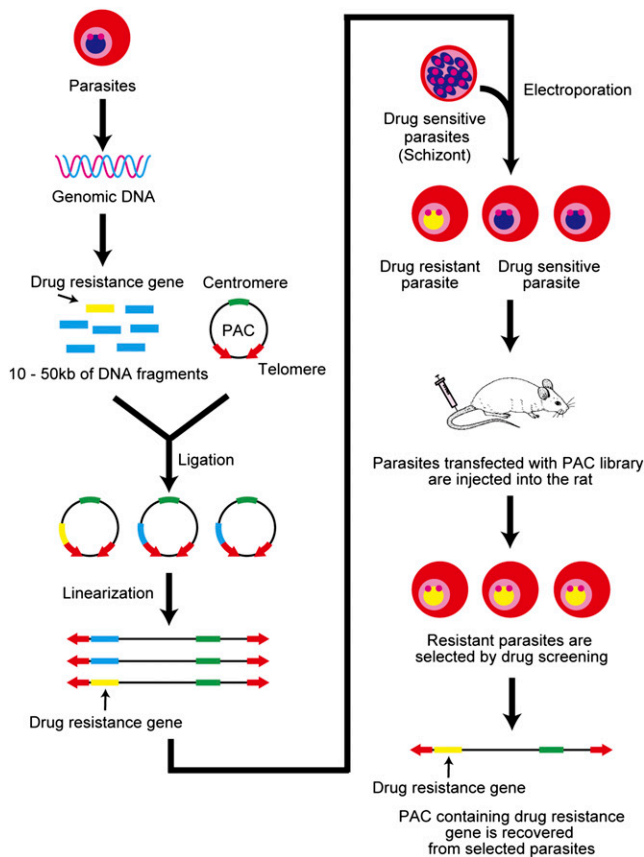 Parasites
Genomic DNA
Drug resistance gene
Centromere
PAC
Telomere
10 - 50kb of DNA fragments
Ligation
Linearization
Drug resistance gene
Electroporation
Drug sensitive
parasites
(Schizont)
Drug resistant
parasite
Drug sensitive
parasite
Parasites transfected with PAC library
are injected into the rat
Resistant parasites are
selected by drug screening
Drug resistance gene
PAC containing drug resistance
gene is recovered
from selected parasites